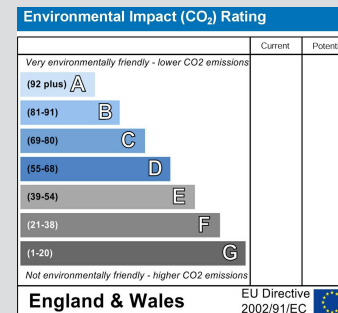 Environmental Impact (CO₂) Rating
Current
Very environmentally friendly - lower CO2 emissions
(92 plus) A
(81-91) B
(69-80) C
(55-68) D
(39-54) E
(21-38) F
(1-20) G
Not environmentally friendly - higher CO2 emissions
England & Wales
EU Directive
2002/91/EC